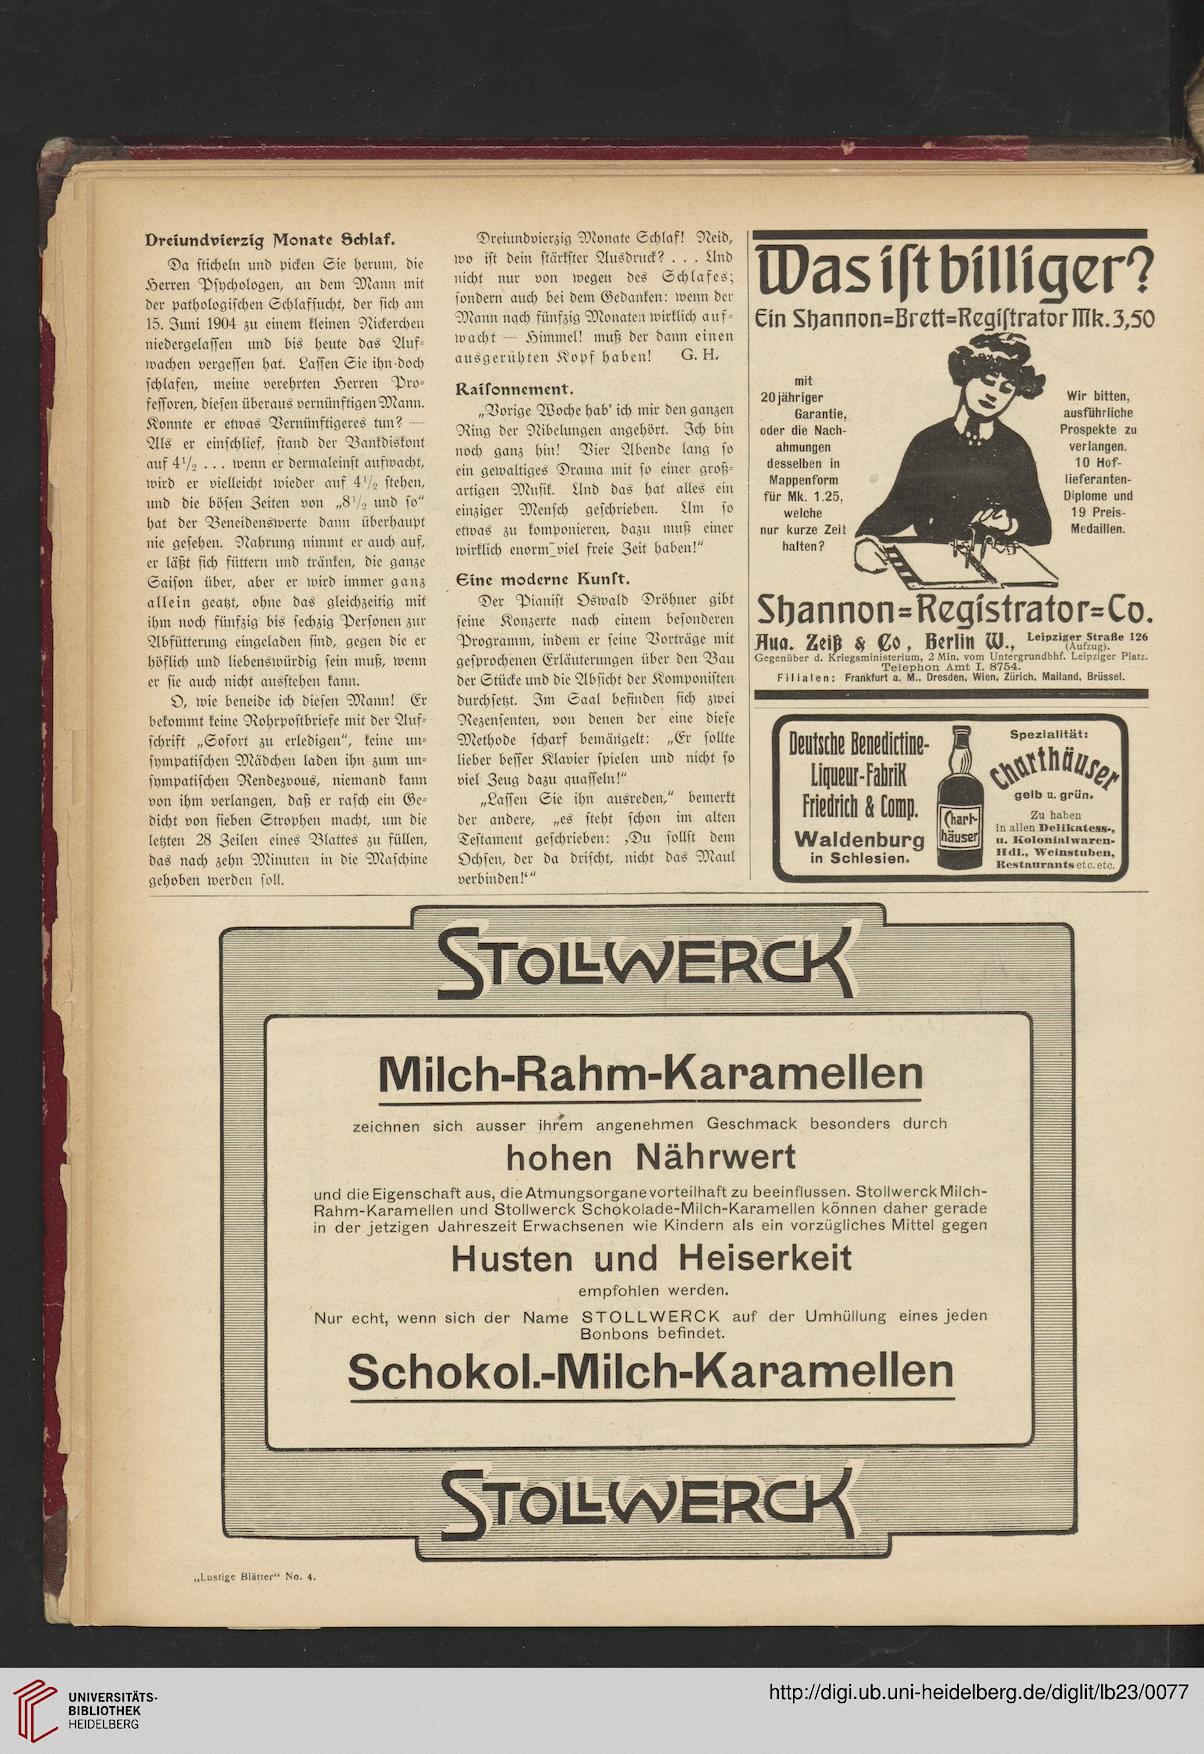 Dreiundvierzig Monate Schlaf.
Da sticheln und picken Sie herum, die
Herren Psychologen, an dem Mann mit
der pathologischen Schlafsucht, der sich am
15. Juni 1904 zu einem kleinen Nickerchen
niedergelassen und bis heute das Auf-
wachen vergessen hat. Lassen Sie ihn doch
schlafen, meine verehrten Herren Pro-
fessoren, diesen überaus vernünftigen Mann.
Konnte er etwas Vernünftigeres tun? —
Als er einschlief, stand der Bankdiskont
auf 4½ . . . wenn er dermaleinst aufwacht,
wird er vielleicht wieder auf 4½ stehen,
und die bösen Zeiten von „8½ und so“
hat der Beneidenswerte dann überhaupt
nie gesehen. Nahrung nimmt er auch auf,
er läßt sich füttern und tränken, die ganze
Saison über, aber er wird immer ganz
allein geatzt, ohne das gleichzeitig mit
ihm noch fünfzig bis sechzig Personen zur
Abfütterung eingeladen sind, gegen die er
höflich und liebenswürdig sein muß, wenn
er sie auch nicht ausstehen kann.
O, wie beneide ich diesen Mann! Er
bekommt keine Rohrpostbriefe mit der Auf-
schrift „Sofort zu erledigen“, keine un-
sympatischen Mädchen laden ihn zum un-
sympatischen Rendezvous, niemand kann
von ihm verlangen, daß er rasch ein Ge-
dicht von sieben Strophen macht, um die
letzten 28 Zeilen eines Blattes zu füllen,
das nach zehn Minuten in die Maschine
gehoben werden soll.
Dreiundvierzig Monate Schlaf! Neid,
wo ist dein stärkster Ausdruck? . . . Und
nicht nur von wegen des Schlafes;
sondern auch bei dem Gedanken: wenn der
Mann nach fünfzig Monaten wirklich auf-
wacht — Himmel! muß der dann einen
ausgeruhten Kopf haben! G. H.
Raisonnement.
„Vorige Woche hab' ich mir den ganzen
Ring der Nibelungen angehört. Ich bin
noch ganz hin! Vier Abende lang so
ein gewaltiges Drama mit so einer groß-
artigen Musik. Und das hat alles ein
einziger Mensch geschrieben. Um so
etwas zu komponieren, dazu muß einer
wirklich enorm viel freie Zeit haben!“
Eine moderne Kunst.
Der Pianist Oswald Dröhner gibt
seine Konzerte nach einem besonderen
Programm, indem er seine Vorträge mit
gesprochenen Erläuterungen über den Bau
der Stücke und die Absicht der Komponisten
durchsetzt. Im Saal befinden sich zwei
Rezensenten, von denen der eine diese
Methode scharf bemängelt: „Er sollte
lieber besser Klavier spielen und nicht so
viel Zeug dazu quasseln!“
„Lassen Sie ihn ausreden,“ bemerkt
der andere, „es steht schon im alten
Testament geschrieben: ‚Du sollst dem
Ochsen, der da drischt, nicht das Maul
verbinden!‘“
Was ist billiger?
Ein Shannon-Brett-Registrator Mk. 3,50
mit
20jähriger
Garantie,
oder die Nach-
ahmungen
desselben in
Mappenform
für Mk. 1.25,
welche
nur kurze Zeit
halten?
Wir bitten,
ausführliche
Prospekte zu
verlangen.
10 Hof-
lieferanten-
Diplome und
19 Preis-
Medaillen.
Shannon-Registrator-Co.
Aug. Zeiß & Co, Berlin W., Leipziger Straße 126
(Aufzug).
Gegenüber d. Kriegsministerium, 2 Min. vom Untergrundbhf. Leipziger Platz.
Telephon Amt I. 8754.
Filialen: Frankfurt a. M., Dresden, Wien, Zürich, Mailand, Brüssel.
Deutsche Benedictine-
Liqueur-Fabrik
Friedrich & Comp.
Waldenburg
in Schlesien.
Chart-
häuser
Spezialität:
Charthäuser
gelb u. grün.
Zu haben
in allen Delikatess-,
u. Kolonialwaren-
Hdl., Weinstuben,
Restaurants etc. etc.
STOLLWERCK
Milch-Rahm-Karamellen
zeichnen sich ausser ihrem angenehmen Geschmack besonders durch
hohen Nährwert
und die Eigenschaft aus, die Atmungsorgane vorteilhaft zu beeinflussen. Stollwerck Milch-
Rahm-Karamellen und Stollwerck Schokolade-Milch-Karamellen können daher gerade
in der jetzigen Jahreszeit Erwachsenen wie Kindern als ein vorzügliches Mittel gegen
Husten und Heiserkeit
empfohlen werden.
Nur echt, wenn sich der Name STOLLWERCK auf der Umhüllung eines jeden
Bonbons befindet.
Schokol.-Milch-Karamellen
STOLLWERCK
„Lustige Blätter“ No. 4.
UNIVERSITÄTS-
BIBLIOTHEK
HEIDELBERG
http://digi.ub.uni-heidelberg.de/diglit/lb23/0077